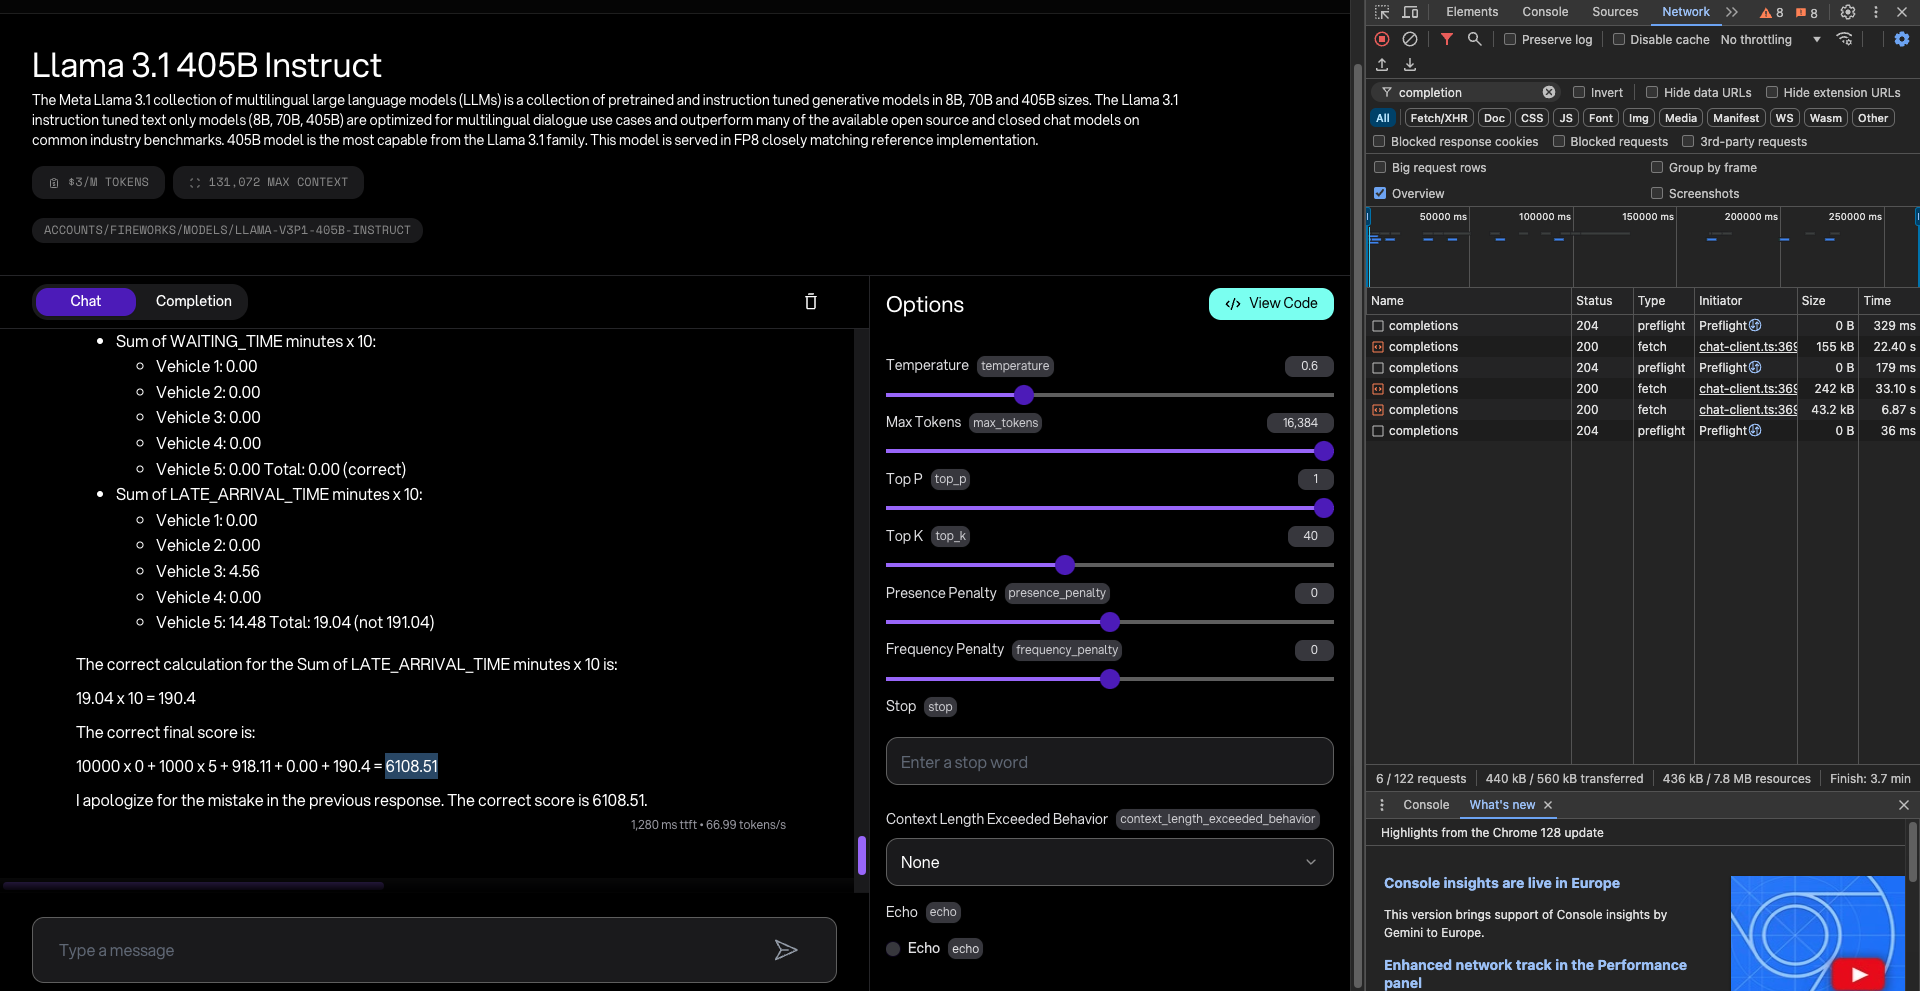 Llama 3.1 405B Instruct
The Meta Llama 3.1 collection of multilingual large language models (LLMs) is a collection of pretrained and instruction tuned generative models in 8B, 70B and 405B sizes. The Llama 3.1
instruction tuned text only models (8B, 70B, 405B) are optimized for multilingual dialogue use cases and outperform many of the available open source and closed chat models on
common industry benchmarks. 405B model is the most capable from the Llama 3.1 family. This model is served in FP8 closely matching reference implementation.
$3/M TOKENS
131,072 MAX CONTEXT
ACCOUNTS/FIREWORKS/MODELS/LLAMA-V3P1-405B-INSTRUCT
Chat
Completion
• Sum of WAITING_TIME minutes x 10:
Vehicle 1: 0.00
Vehicle 2: 0.00
Vehicle 3: 0.00
Vehicle 4: 0.00
Vehicle 5: 0.00 Total: 0.00 (correct)
• Sum of LATE_ARRIVAL_TIME minutes x 10:
Vehicle 1: 0.00
Vehicle 2: 0.00
Vehicle 3: 4.56
Vehicle 4: 0.00
Vehicle 5: 14.48 Total: 19.04 (not 191.04)
The correct calculation for the Sum of LATE_ARRIVAL_TIME minutes x 10 is:
19.04 x 10 = 190.4
The correct final score is:
10000 x 0 + 1000 x 5 + 918.11 + 0.00 + 190.4 = 6108.51
I apologize for the mistake in the previous response. The correct score is 6108.51.
1,280 ms ttft • 66.99 tokens/s
Type a message
Options
</> View Code
Temperature temperature 0.6
Max Tokens max_tokens 16,384
Top P top_p 1
Top K top_k 40
Presence Penalty presence_penalty 0
Frequency Penalty frequency_penalty 0
Stop stop
Enter a stop word
Context Length Exceeded Behavior context_length_exceeded_behavior
None
Echo echo
Echo echo
Elements Console Sources Network 8 8
Preserve log Disable cache No throttling
completion Invert Hide data URLs Hide extension URLs
All Fetch/XHR Doc CSS JS Font Img Media Manifest WS Wasm Other
Blocked response cookies Blocked requests 3rd-party requests
Big request rows Group by frame
Overview Screenshots
50000 ms 100000 ms 150000 ms 200000 ms 250000 ms
Name Status Type Initiator Size Time
completions 204 preflight Preflight 0 B 329 ms
completions 200 fetch chat-client.ts:369 155 kB 22.40 s
completions 204 preflight Preflight 0 B 179 ms
completions 200 fetch chat-client.ts:369 242 kB 33.10 s
completions 200 fetch chat-client.ts:369 43.2 kB 6.87 s
completions 204 preflight Preflight 0 B 36 ms
6 / 122 requests 440 kB / 560 kB transferred 436 kB / 7.8 MB resources Finish: 3.7 min
Console What's new
Highlights from the Chrome 128 update
Console insights are live in Europe
This version brings support of Console insights by
Gemini to Europe.
Enhanced network track in the Performance
panel